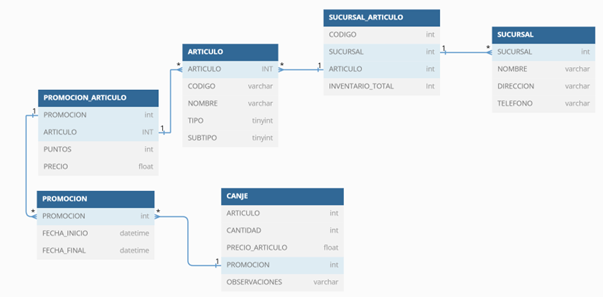 SUCURSAL_ARTICULO
CODIGO int
SUCURSAL int
ARTICULO int
INVENTARIO_TOTAL int
1
*
1
SUCURSAL
SUCURSAL int
NOMBRE varchar
DIRECCION varchar
TELEFONO varchar
ARTICULO
*
ARTICULO INT
*
CODIGO varchar
NOMBRE varchar
TIPO tinyint
SUBTIPO tinyint
PROMOCION_ARTICULO
1
PROMOCION int
ARTICULO INT
1
PUNTOS int
PRECIO float
PROMOCION
*
PROMOCION int
*
FECHA_INICIO datetime
FECHA_FINAL datetime
CANJE
ARTICULO int
CANTIDAD int
PRECIO_ARTICULO float
1
PROMOCION int
OBSERVACIONES varchar